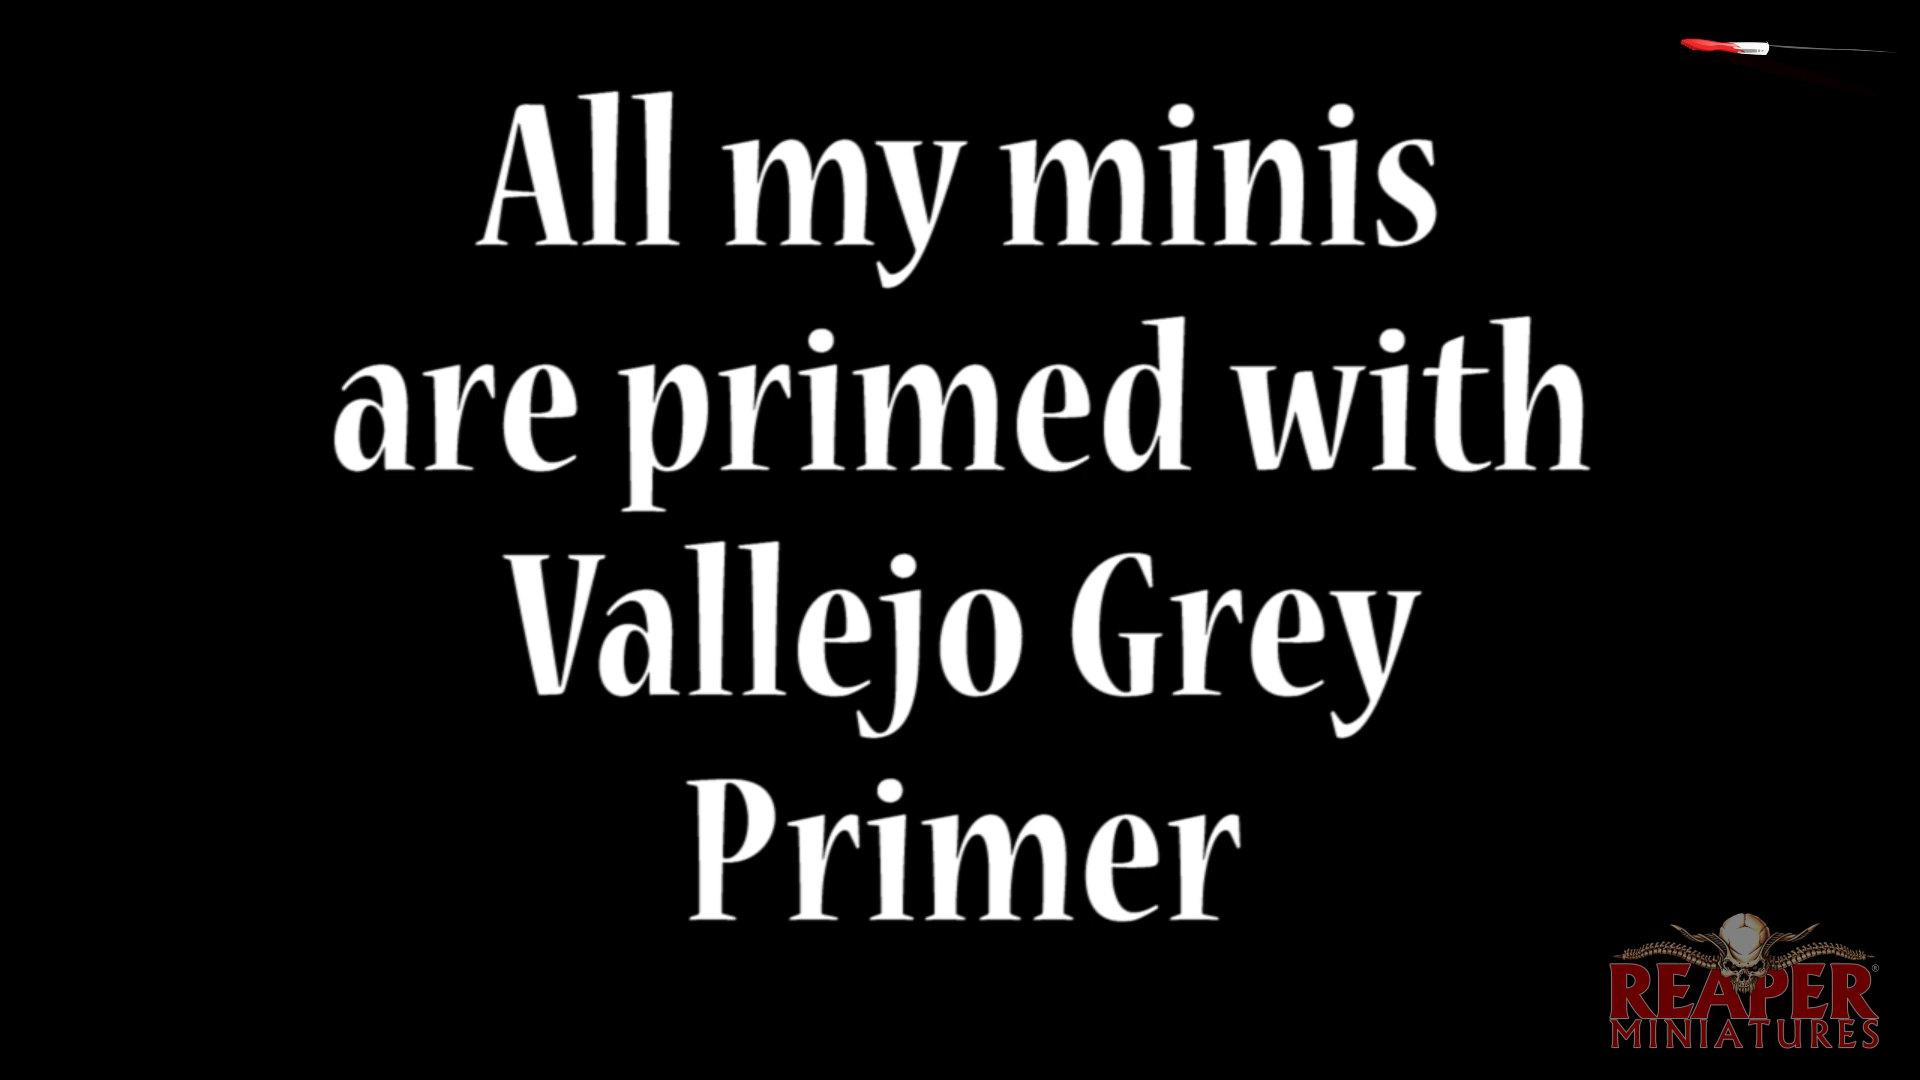 All my minis
are primed with
Vallejo Grey
Primer
REAPER®
MINIATURES